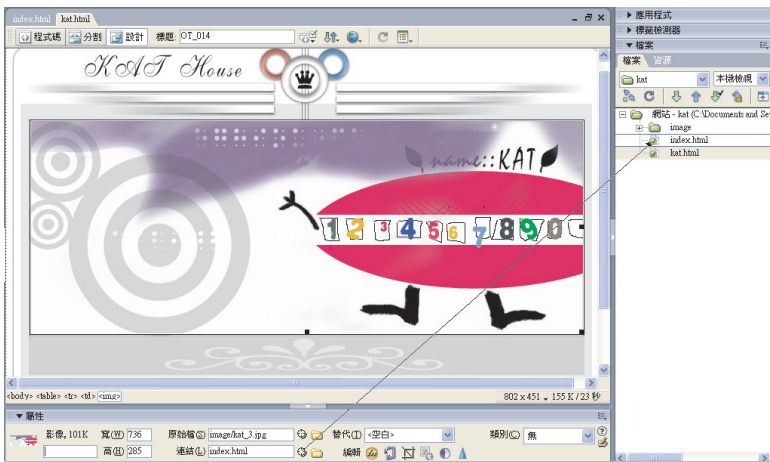 index.html kat.html
程式碼 分割 設計 標題: OT_014
KAT House
name::KAT
1 2 3 4 5 6 7 8 9 0
<body> <table> <tr> <td> <img>
802 x 451 155 K / 23 秒
屬性
影像, 101K 寬(W) 736 原始檔(S) image/kat_3.jpg 替代(T) <空白> 類別(C) 無
高(H) 285 連結(L) index.html 編輯
應用程式
標籤檢測器
檔案
檔案 資源
kat 本機檢視
網站 - kat (C:\Documents and Se
image
index.html
kat.html